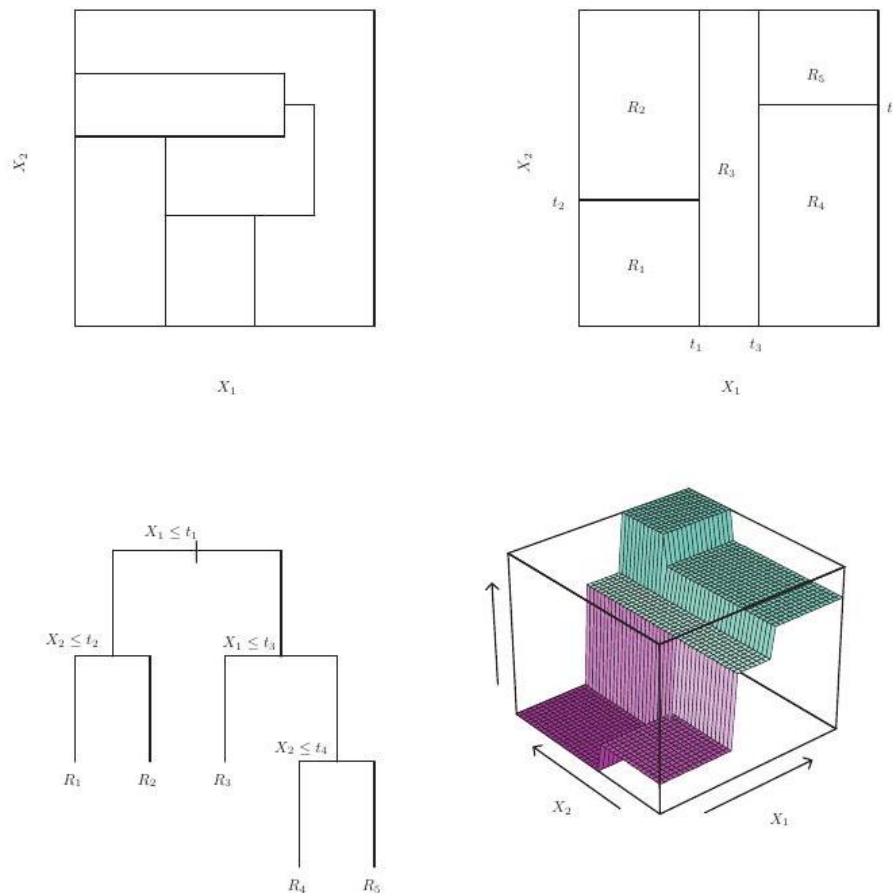 X₂
X₁
X₂
R₂
R₅
t
R₃
t₂
R₄
R₁
t₁
t₃
X₁
X₁ ≤ t₁
X₂ ≤ t₂
X₁ ≤ t₃
X₂ ≤ t₄
R₁
R₂
R₃
R₄
R₅
X₂
X₁